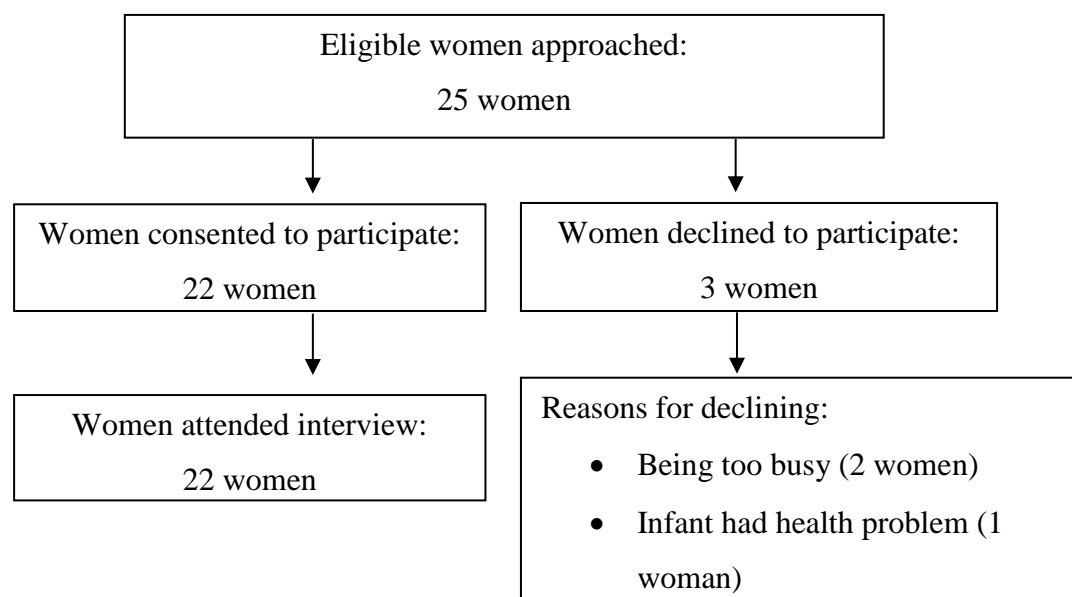 Eligible women approached:
25 women
Women consented to participate:
22 women
Women declined to participate:
3 women
Women attended interview:
22 women
Reasons for declining:
• Being too busy (2 women)
• Infant had health problem (1
woman)